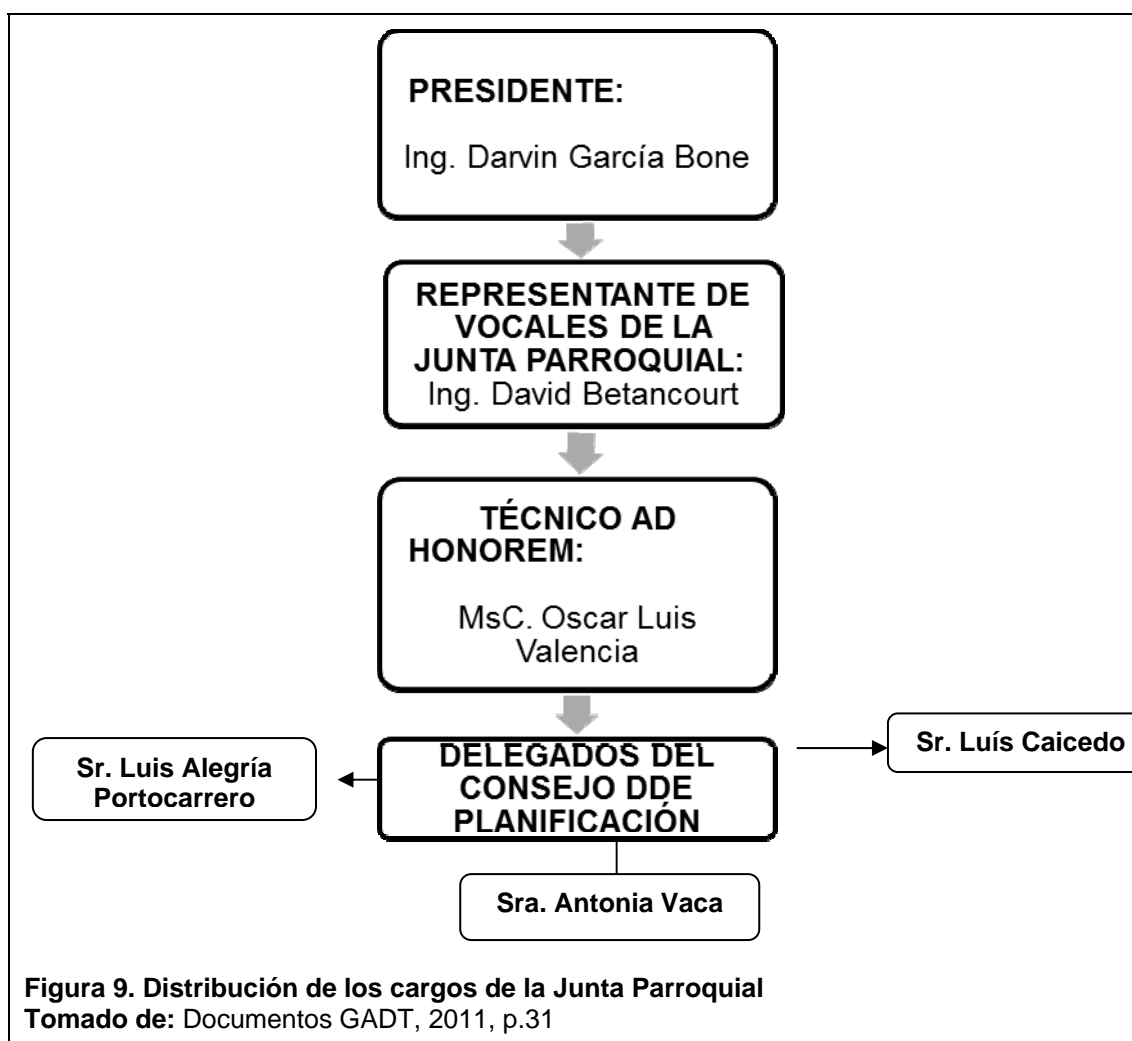 PRESIDENTE:
Ing. Darvin García Bone
REPRESENTANTE DE
VOCALES DE LA
JUNTA PARROQUIAL:
Ing. David Betancourt
TÉCNICO AD
HONOREM:
MsC. Oscar Luis
Valencia
DELEGADOS DEL
CONSEJO DDE
PLANIFICACIÓN
Sr. Luis Alegría
Portocarrero
Sr. Luís Caicedo
Sra. Antonia Vaca
Figura 9. Distribución de los cargos de la Junta Parroquial
Tomado de: Documentos GADT, 2011, p.31